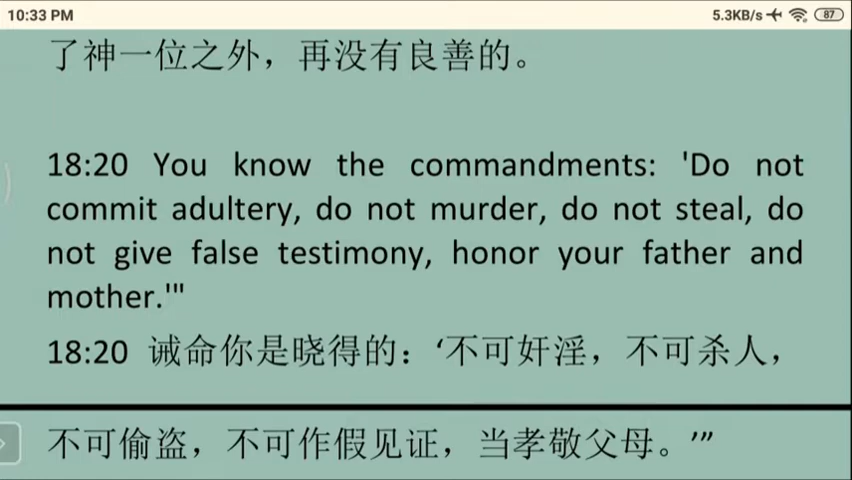 10:33 PM 5.3KB/s 87
了神一位之外，再没有良善的。
18:20 You know the commandments: 'Do not
commit adultery, do not murder, do not steal, do
not give false testimony, honor your father and
mother.'"
18:20 诫命你是晓得的：‘不可奸淫，不可杀人，
不可偷盗，不可作假见证，当孝敬父母。’”